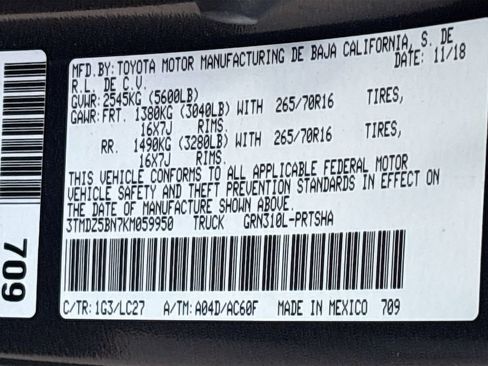 MFD.BY:TOYOTA MOTOR MANUFACTURING DE BAJA CALIFORNIA, S. DE
R.L. DE C.V. DATE: 11/18
GVWR: 2545KG (5600LB)
GAWR: FRT. 1380KG (3040LB) WITH 265/70R16 TIRES,
16X7J RIMS.
RR. 1490KG (3280LB) WITH 265/70R16 TIRES,
16X7J RIMS.
THIS VEHICLE CONFORMS TO ALL APPLICABLE FEDERAL MOTOR
VEHICLE SAFETY AND THEFT PREVENTION STANDARDS IN EFFECT ON
THE DATE OF MANUFACTURE SHOWN ABOVE.
3TMDZ5BN7KM059950 TRUCK GRN310L-PRTSHA
C/TR: 1G3/LC27 A/TM: A04D/AC60F MADE IN MEXICO 709
709